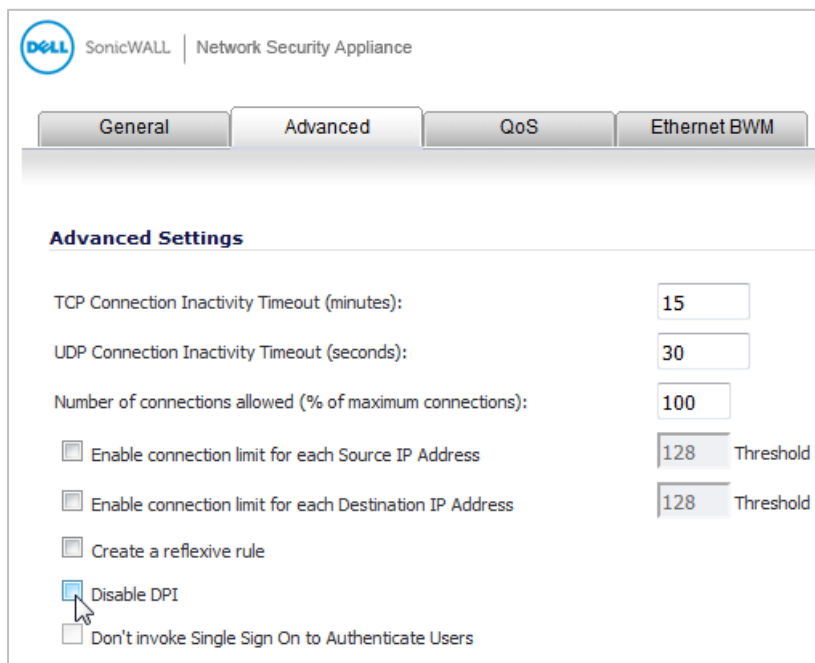 DELL SonicWALL | Network Security Appliance
General Advanced QoS Ethernet BWM
Advanced Settings
TCP Connection Inactivity Timeout (minutes): 15
UDP Connection Inactivity Timeout (seconds): 30
Number of connections allowed (% of maximum connections): 100
Enable connection limit for each Source IP Address 128 Threshold
Enable connection limit for each Destination IP Address 128 Threshold
Create a reflexive rule
Disable DPI
Don't invoke Single Sign On to Authenticate Users